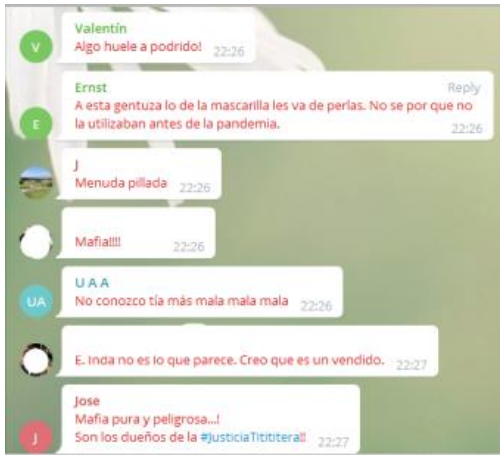 V
Valentín
Algo huele a podrido! 22:26
E
Ernst Reply
A esta gentuza lo de la mascarilla les va de perlas. No se por que no
la utilizaban antes de la pandemia. 22:26
J
Menuda pillada 22:26
Mafia!!!! 22:26
UA
U A A
No conozco tía más mala mala mala 22:26
E. Inda no es lo que parece. Creo que es un vendido. 22:27
J
Jose
Mafia pura y peligrosa...!
Son los dueños de la #JusticiaTitititera‼ 22:27